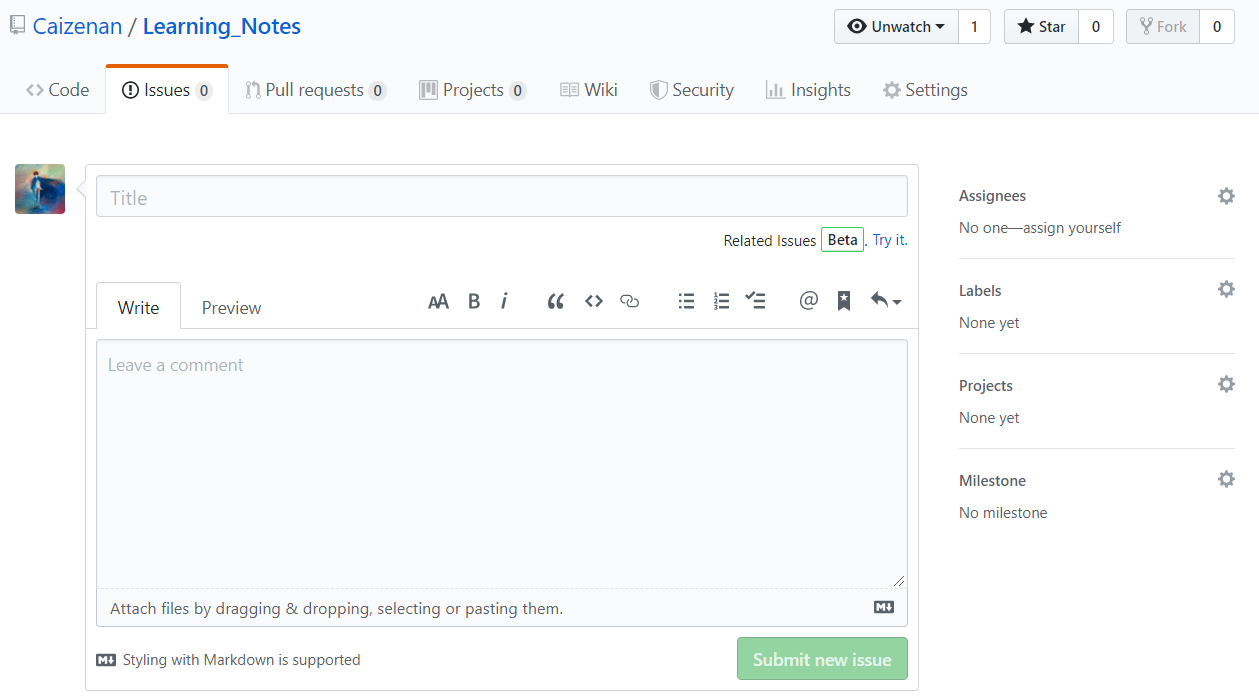 Caizenan / Learning_Notes
Unwatch 1 Star 0 Fork 0
Code Issues 0 Pull requests 0 Projects 0 Wiki Security Insights Settings
Title
Related Issues Beta . Try it.
Write Preview AA B i
Leave a comment
Attach files by dragging & dropping, selecting or pasting them.
Styling with Markdown is supported
Submit new issue
Assignees
No one—assign yourself
Labels
None yet
Projects
None yet
Milestone
No milestone